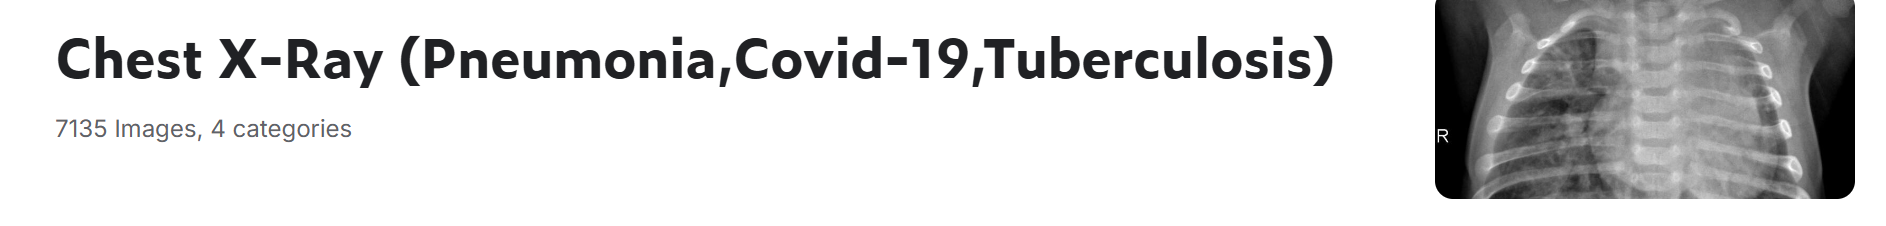 Chest X-Ray (Pneumonia,Covid-19,Tuberculosis)
7135 Images, 4 categories
R